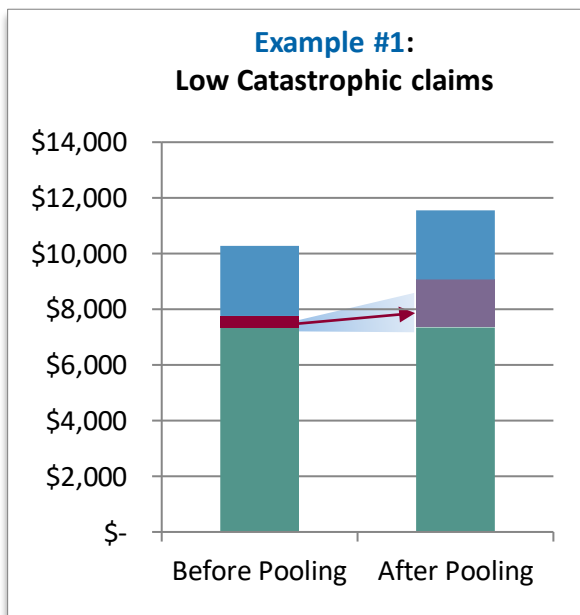 Example #1:
Low Catastrophic claims
$14,000
$12,000
$10,000
$8,000
$6,000
$4,000
$2,000
$-
Before Pooling
After Pooling